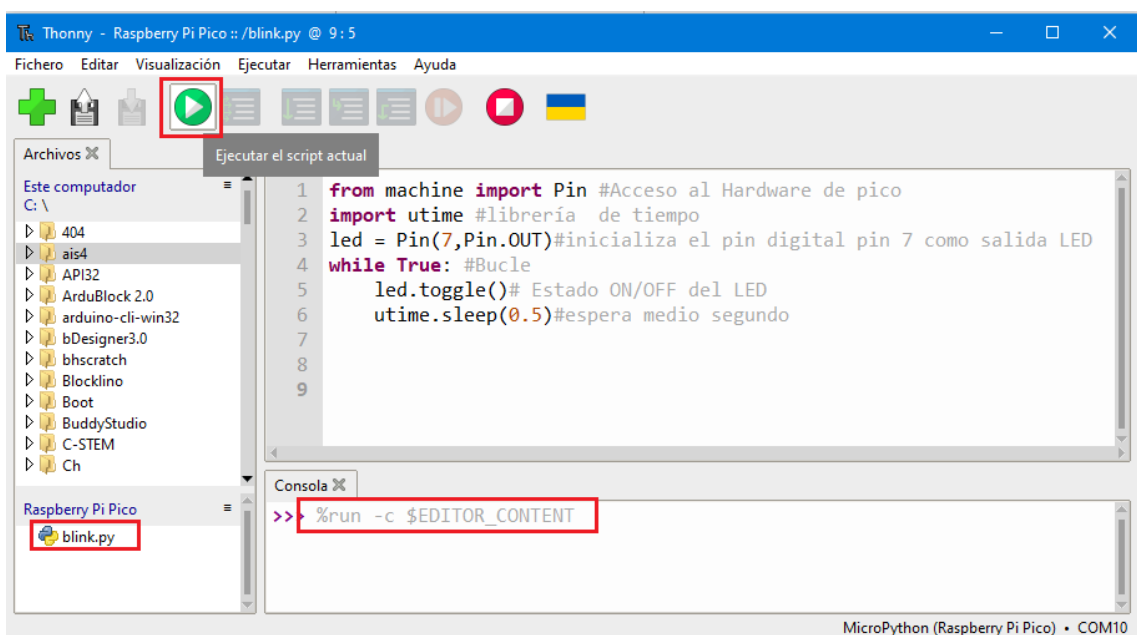 Thonny - Raspberry Pi Pico :: /blink.py @ 9 : 5
Fichero Editar Visualización Ejecutar Herramientas Ayuda
Ejecutar el script actual
Archivos
Este computador
C: \
404
ais4
API32
ArduBlock 2.0
arduino-cli-win32
bDesigner3.0
bhscratch
Blocklino
Boot
BuddyStudio
C-STEM
Ch
Raspberry Pi Pico
blink.py
1 from machine import Pin #Acceso al Hardware de pico
2 import utime #librería  de tiempo
3 led = Pin(7,Pin.OUT)#inicializa el pin digital pin 7 como salida LED
4 while True: #Bucle
5     led.toggle()# Estado ON/OFF del LED
6     utime.sleep(0.5)#espera medio segundo
7
8
9
Consola
>>> %run -c $EDITOR_CONTENT
MicroPython (Raspberry Pi Pico) • COM10